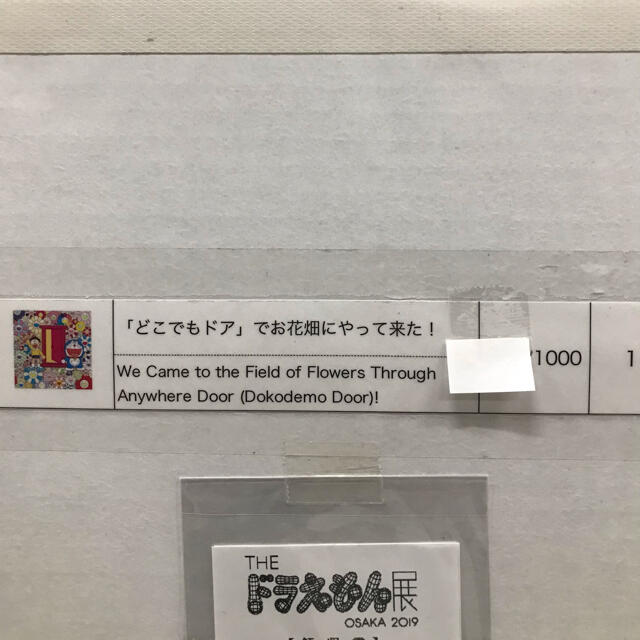 「どこでもドア」でお花畑にやって来た！
We Came to the Field of Flowers Through
Anywhere Door (Dokodemo Door)!
/1000
1
THE
ドラえもん展
OSAKA 2019